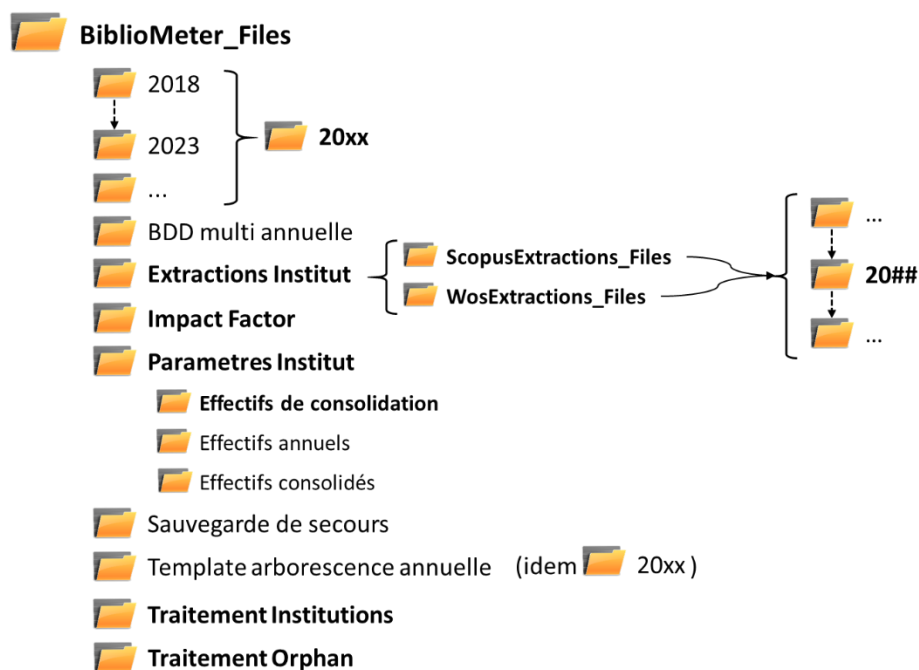 BiblioMeter_Files
2018
2023
20xx
...
BDD multi annuelle
Extractions Institut
ScopusExtractions_Files
WosExtractions_Files
...
20##
...
Impact Factor
Parametres Institut
Effectifs de consolidation
Effectifs annuels
Effectifs consolidés
Sauvegarde de secours
Template arborescence annuelle (idem 20xx )
Traitement Institutions
Traitement Orphan